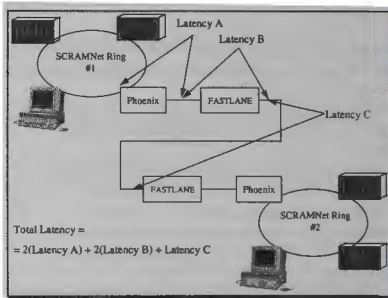 Latency A
Latency B
SCRAMNet Ring
#1
Phoenix
FASTLANE
Latency C
FASTLANE
Phoenix
SCRAMNet Ring
#2
Total Latency =
= 2(Latency A) + 2(Latency B) + Latency C